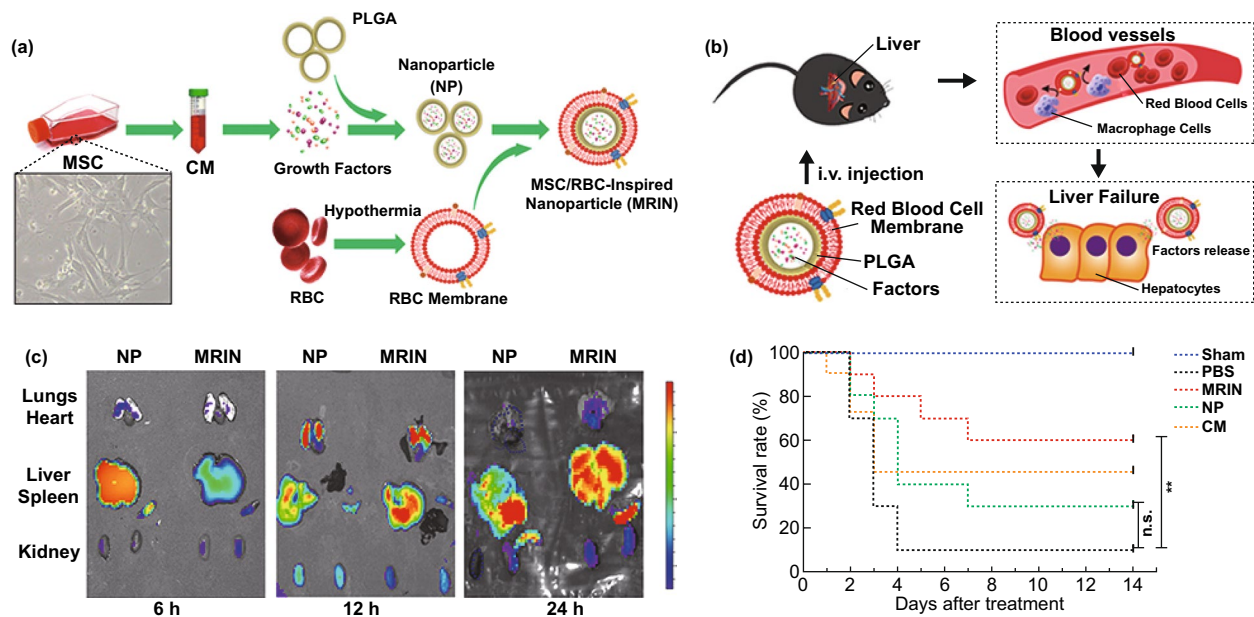 (a)
PLGA
Nanoparticle
(NP)
MSC
CM
Growth Factors
MSC/RBC-Inspired
Nanoparticle (MRIN)
Hypothermia
RBC
RBC Membrane
(b)
Liver
i.v. injection
Red Blood Cell
Membrane
PLGA
Factors
Blood vessels
Red Blood Cells
Macrophage Cells
Liver Failure
Factors release
Hepatocytes
(c)
NP MRIN NP MRIN NP MRIN
Lungs
Heart
Liver
Spleen
Kidney
6 h 12 h 24 h
(d)
Survival rate (%)
100
80
60
40
20
0
0 2 4 6 8 10 12 14
Days after treatment
Sham
PBS
MRIN
NP
CM
**
n.s.